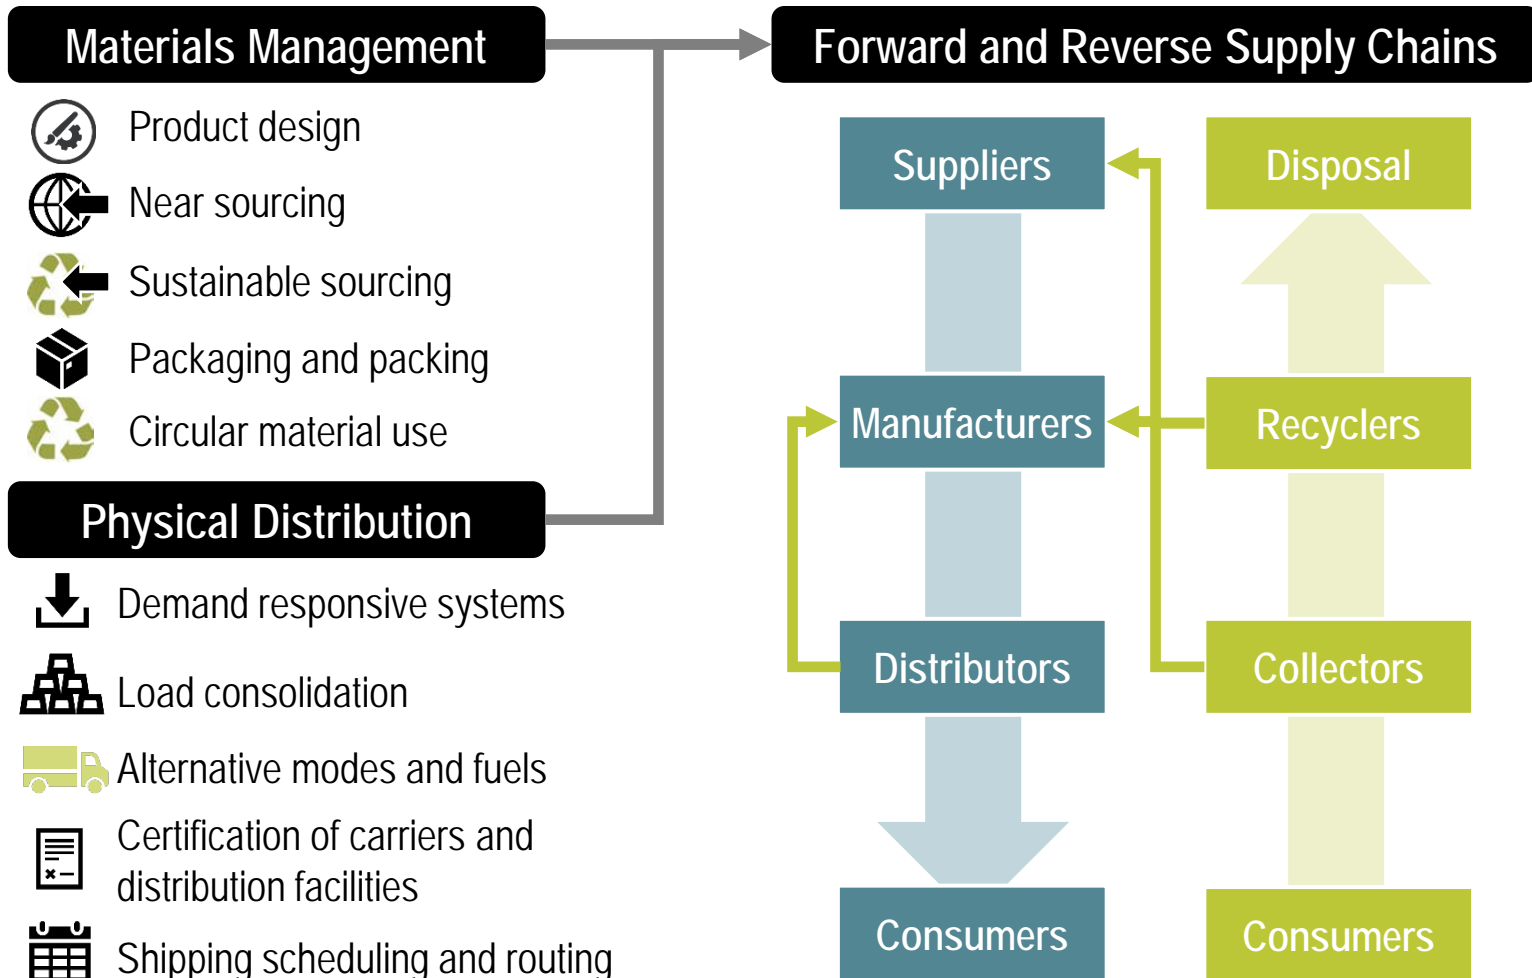 Materials Management
Product design
Near sourcing
Sustainable sourcing
Packaging and packing
Circular material use
Physical Distribution
Demand responsive systems
Load consolidation
Alternative modes and fuels
Certification of carriers and
distribution facilities
Shipping scheduling and routing
Forward and Reverse Supply Chains
Suppliers
Disposal
Manufacturers
Recyclers
Distributors
Collectors
Consumers
Consumers